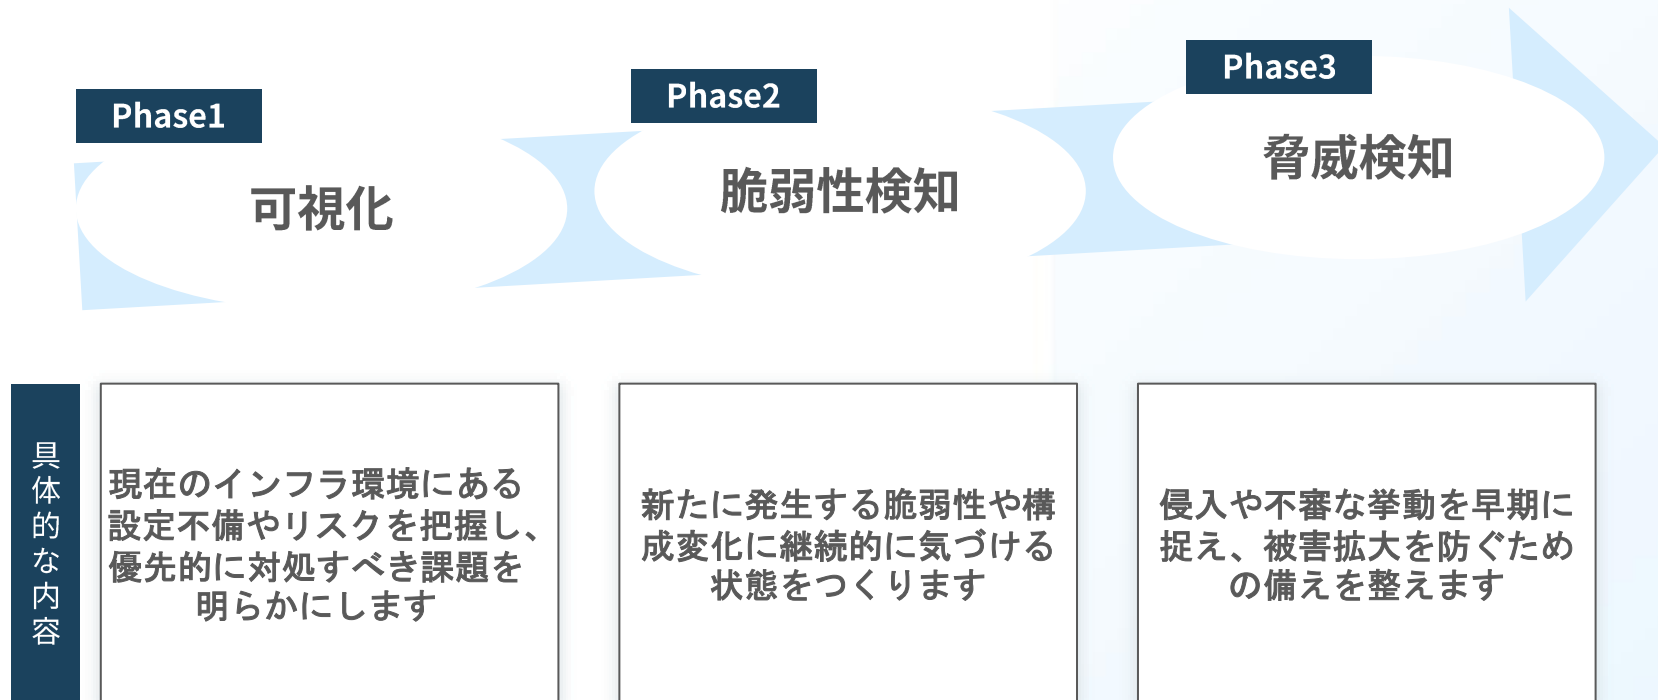 Phase1
可視化
Phase2
脆弱性検知
Phase3
脅威検知
具体的な内容
現在のインフラ環境にある
設定不備やリスクを把握し、
優先的に対処すべき課題を
明らかにします
新たに発生する脆弱性や構
成変化に継続的に気づける
状態をつくります
侵入や不審な挙動を早期に
捉え、被害拡大を防ぐため
の備えを整えます